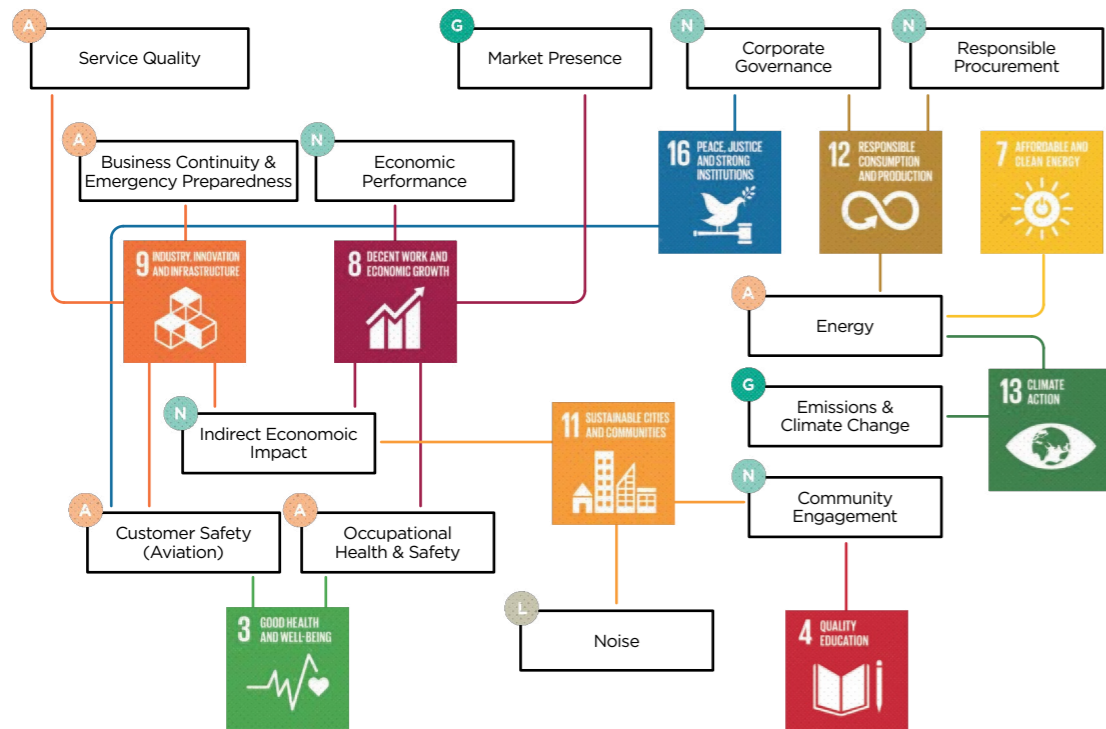 A
Service Quality
G
Market Presence
N
Corporate
Governance
N
Responsible
Procurement
A
Business Continuity &
Emergency Preparedness
N
Economic
Performance
16 PEACE, JUSTICE
AND STRONG
INSTITUTIONS
12 RESPONSIBLE
CONSUMPTION
AND PRODUCTION
7 AFFORDABLE AND
CLEAN ENERGY
9 INDUSTRY, INNOVATION
AND INFRASTRUCTURE
8 DECENT WORK AND
ECONOMIC GROWTH
A
Energy
13 CLIMATE
ACTION
G
Emissions &
Climate Change
N
Indirect Economoic
Impact
11 SUSTAINABLE CITIES
AND COMMUNITIES
N
Community
Engagement
A
Customer Safety
(Aviation)
A
Occupational
Health & Safety
L
Noise
3 GOOD HEALTH
AND WELL-BEING
4 QUALITY
EDUCATION